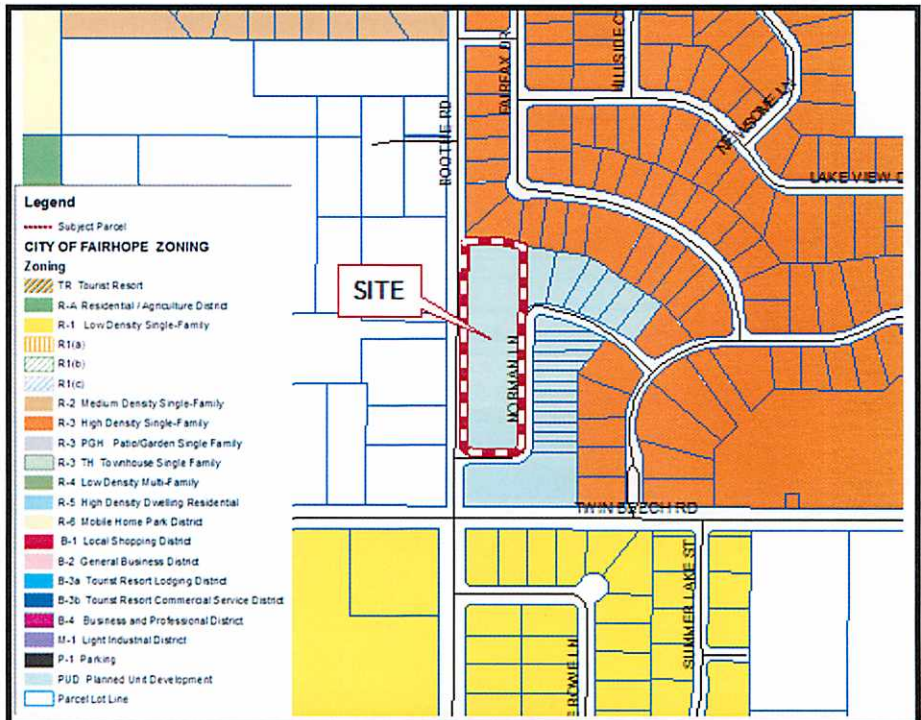 BOOTHE RD
FAIRFAX DR
HILLSIDE CT
NEWSOME LN
LAKE VIEW
Legend
Subject Parcel
CITY OF FAIRHOPE ZONING
Zoning
TR Tourist Resort
R-A Residential / Agriculture District
R-1 Low Density Single-Family
R1(a)
R1(b)
R1(c)
R-2 Medium Density Single-Family
R-3 High Density Single-Family
R-3 PGH Patio/Garden Single Family
R-3 TH Townhouse Single Family
R-4 Low Density Multi-Family
R-5 High Density Dwelling Residential
R-6 Mobile Home Park District
B-1 Local Shopping District
B-2 General Business District
B-3a Tourist Resort Lodging District
B-3b Tourist Resort Commercial Service District
B-4 Business and Professional District
M-1 Light Industrial District
P-1 Parking
PUD Planned Unit Development
Parcel Lot Line
SITE
NORMAN LN
TWIN BEECH RD
SUMMER LAKE ST
ROWE LN